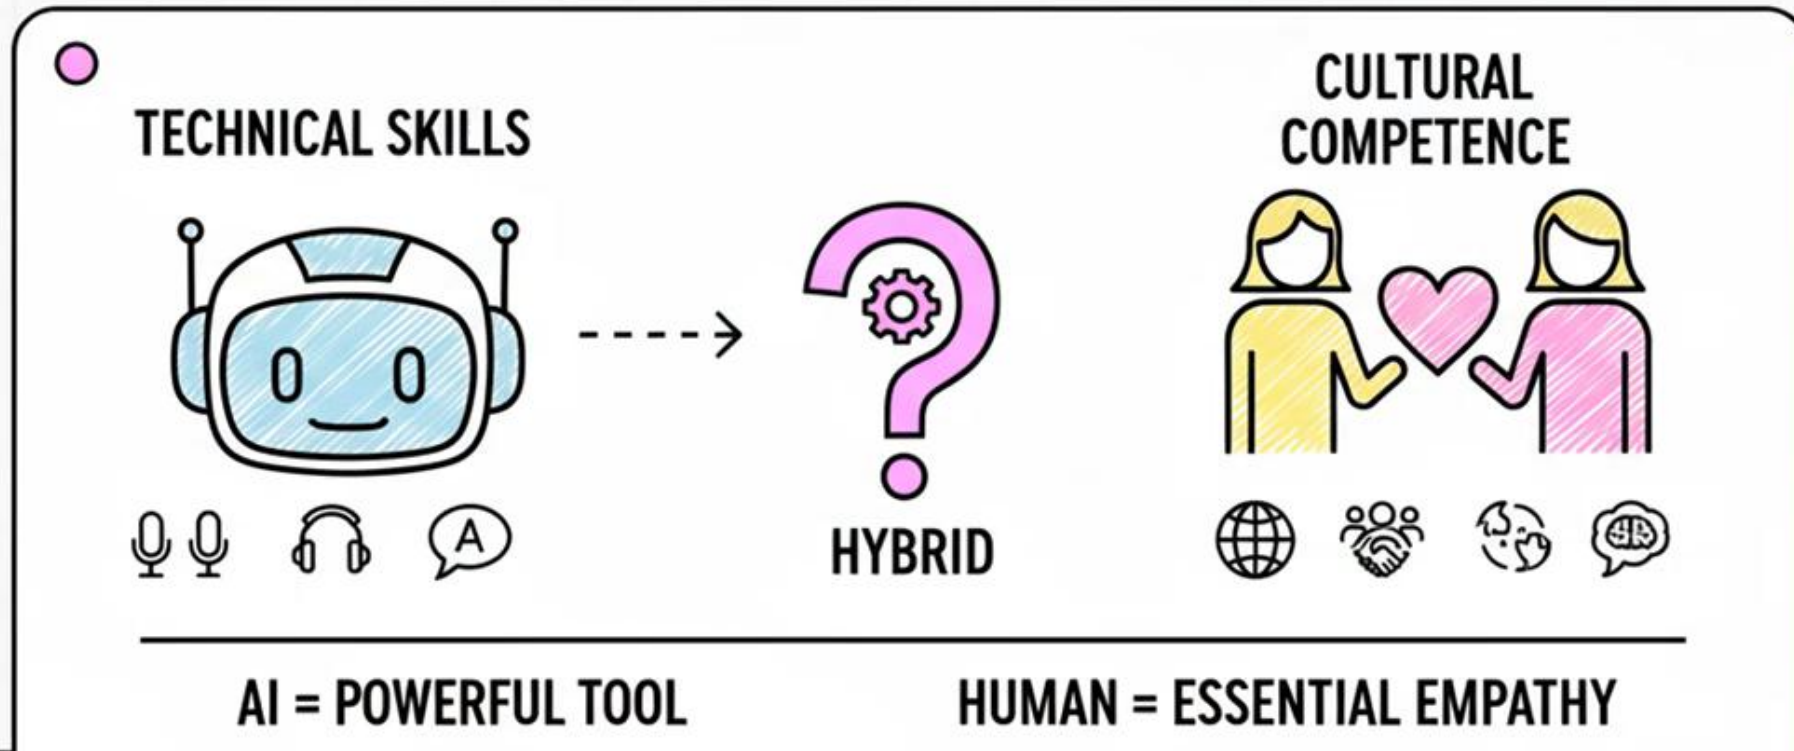 TECHNICAL SKILLS
A
HYBRID
CULTURAL
COMPETENCE
AI = POWERFUL TOOL
HUMAN = ESSENTIAL EMPATHY